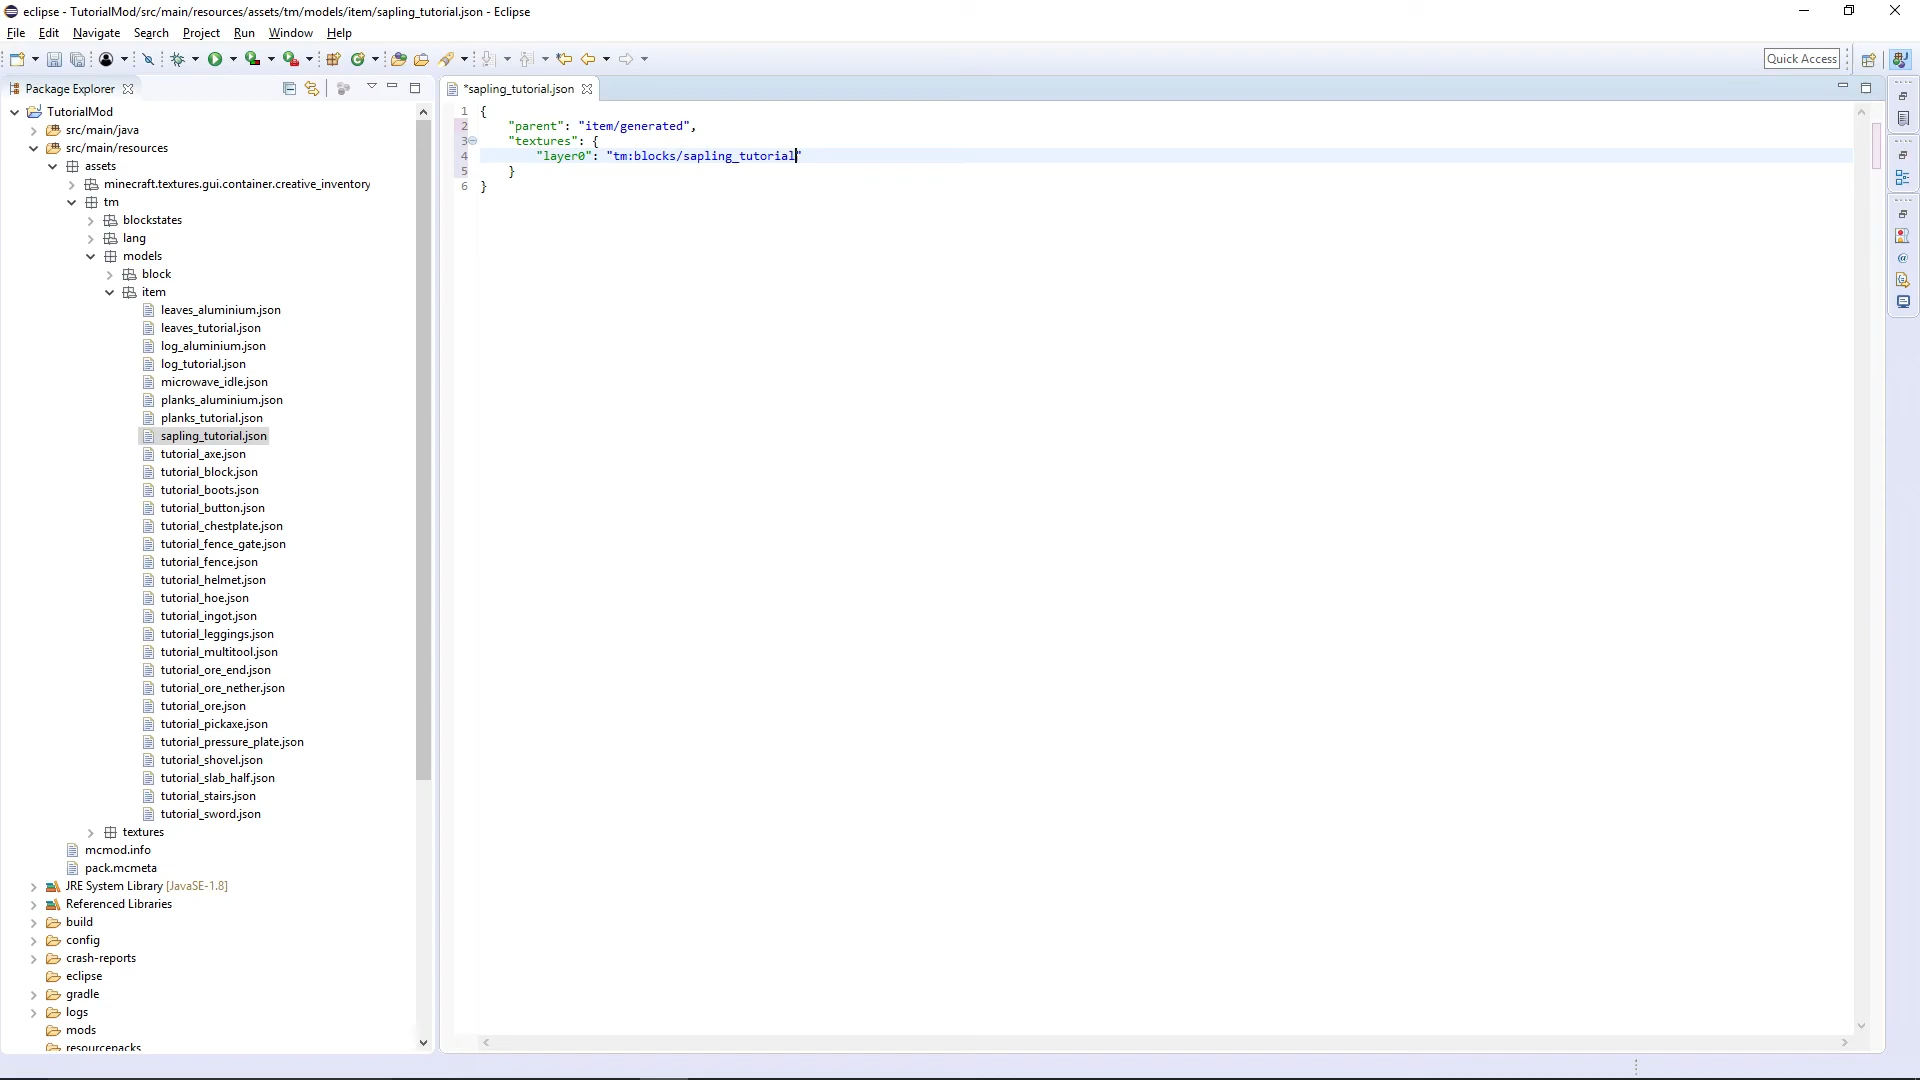 eclipse - TutorialMod/src/main/resources/assets/tm/models/item/sapling_tutorial.json - Eclipse
File Edit Navigate Search Project Run Window Help
Quick Access
Package Explorer
*sapling_tutorial.json
TutorialMod
src/main/java
src/main/resources
assets
minecraft.textures.gui.container.creative_inventory
tm
blockstates
lang
models
block
item
leaves_aluminium.json
leaves_tutorial.json
log_aluminium.json
log_tutorial.json
microwave_idle.json
planks_aluminium.json
planks_tutorial.json
sapling_tutorial.json
tutorial_axe.json
tutorial_block.json
tutorial_boots.json
tutorial_button.json
tutorial_chestplate.json
tutorial_fence_gate.json
tutorial_fence.json
tutorial_helmet.json
tutorial_hoe.json
tutorial_ingot.json
tutorial_leggings.json
tutorial_multitool.json
tutorial_ore_end.json
tutorial_ore_nether.json
tutorial_ore.json
tutorial_pickaxe.json
tutorial_pressure_plate.json
tutorial_shovel.json
tutorial_slab_half.json
tutorial_stairs.json
tutorial_sword.json
textures
mcmod.info
pack.mcmeta
JRE System Library [JavaSE-1.8]
Referenced Libraries
build
config
crash-reports
eclipse
gradle
logs
mods
resourcepacks
1 {
2 "parent": "item/generated",
3 "textures": {
4 "layer0": "tm:blocks/sapling_tutorial"
5 }
6 }